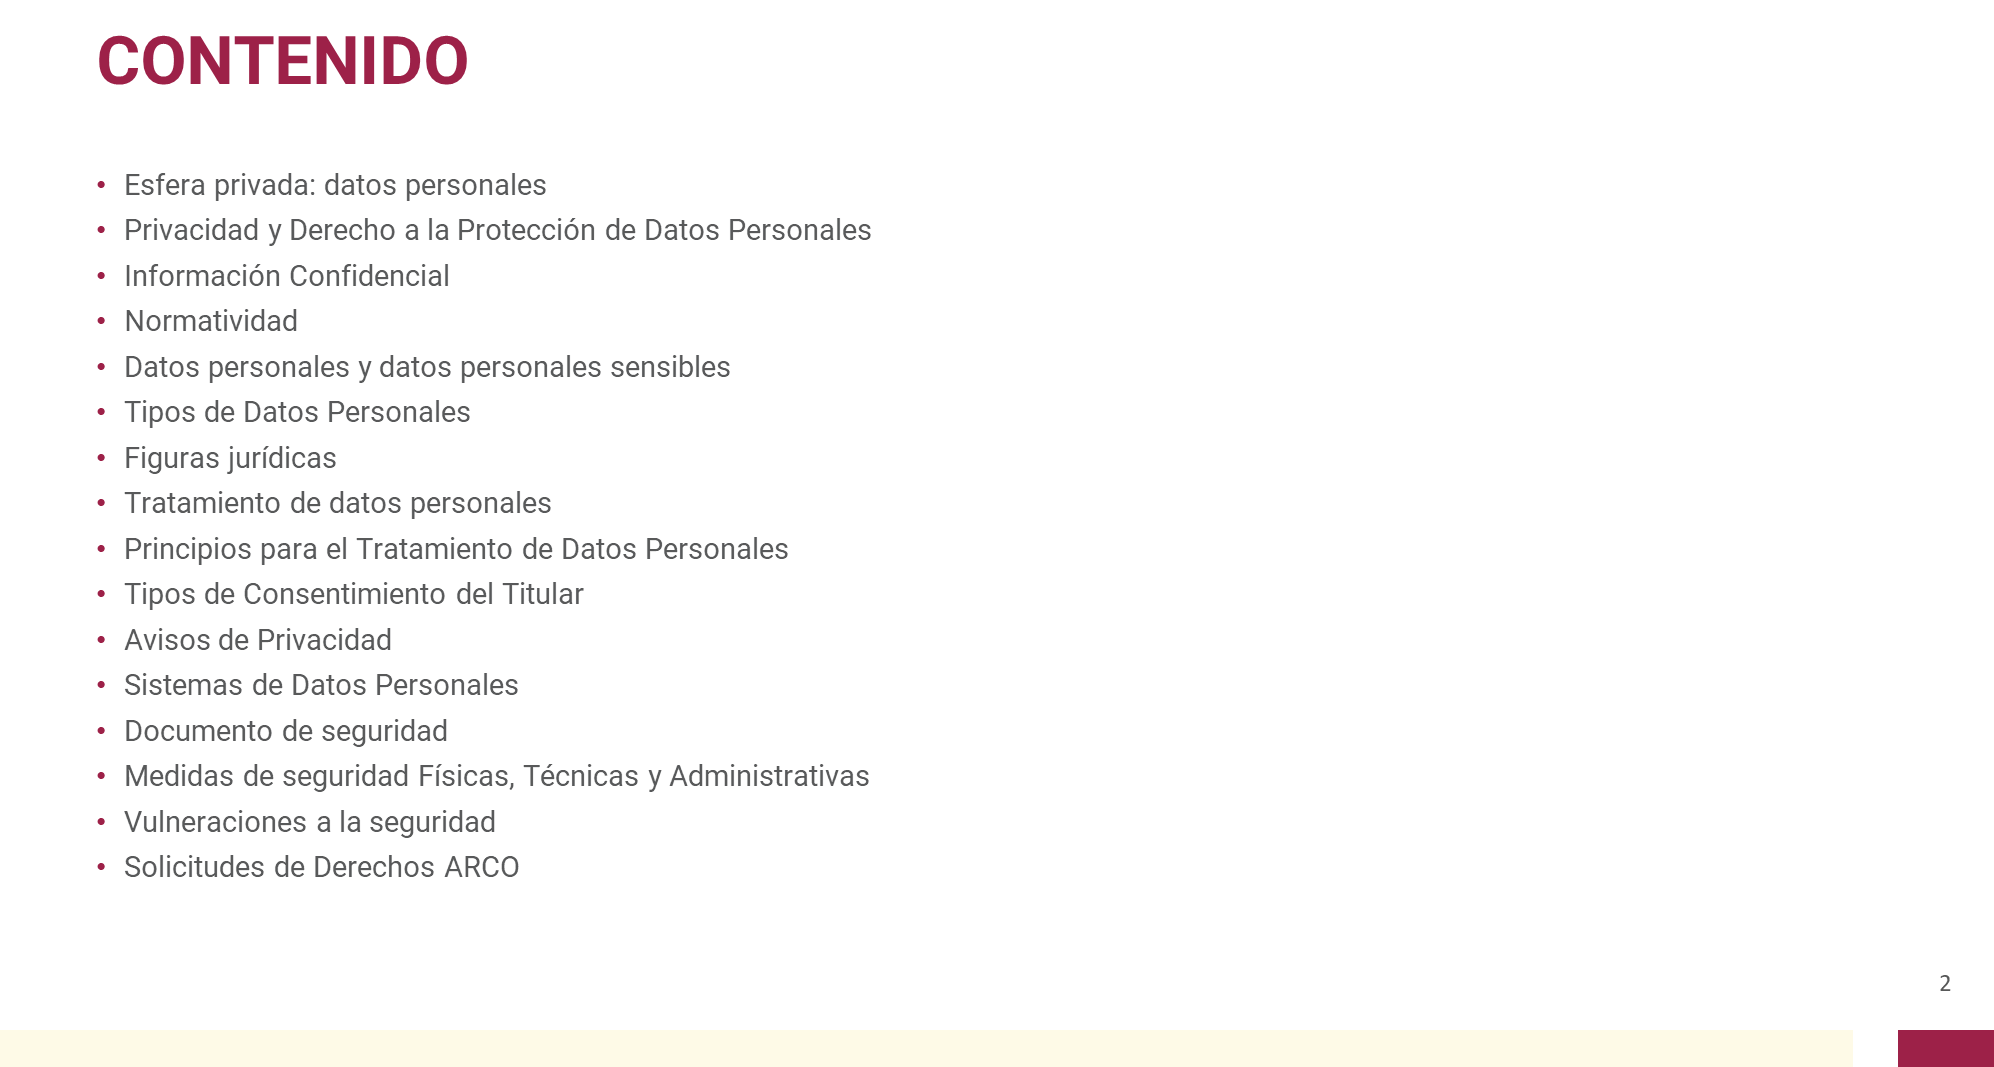 CONTENIDO
• Esfera privada: datos personales
• Privacidad y Derecho a la Protección de Datos Personales
• Información Confidencial
• Normatividad
• Datos personales y datos personales sensibles
• Tipos de Datos Personales
• Figuras jurídicas
• Tratamiento de datos personales
• Principios para el Tratamiento de Datos Personales
• Tipos de Consentimiento del Titular
• Avisos de Privacidad
• Sistemas de Datos Personales
• Documento de seguridad
• Medidas de seguridad Físicas, Técnicas y Administrativas
• Vulneraciones a la seguridad
• Solicitudes de Derechos ARCO
2